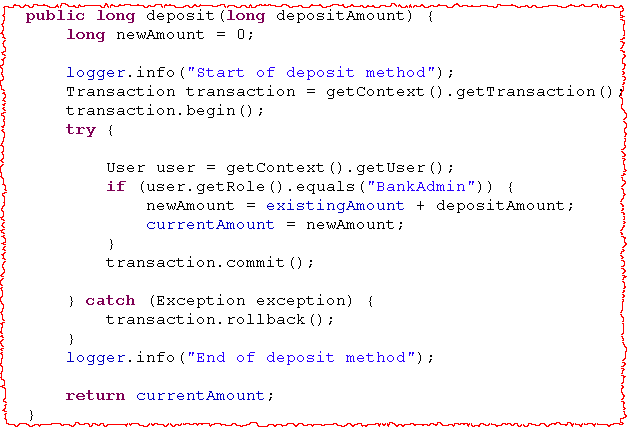 public long deposit(long depositAmount) {
long newAmount = 0;
logger.info("Start of deposit method");
Transaction transaction = getContext().getTransaction();
transaction.begin();
try {
User user = getContext().getUser();
if (user.getRole().equals("BankAdmin")) {
newAmount = existingAmount + depositAmount;
currentAmount = newAmount;
}
transaction.commit();
} catch (Exception exception) {
transaction.rollback();
}
logger.info("End of deposit method");
return currentAmount;
}